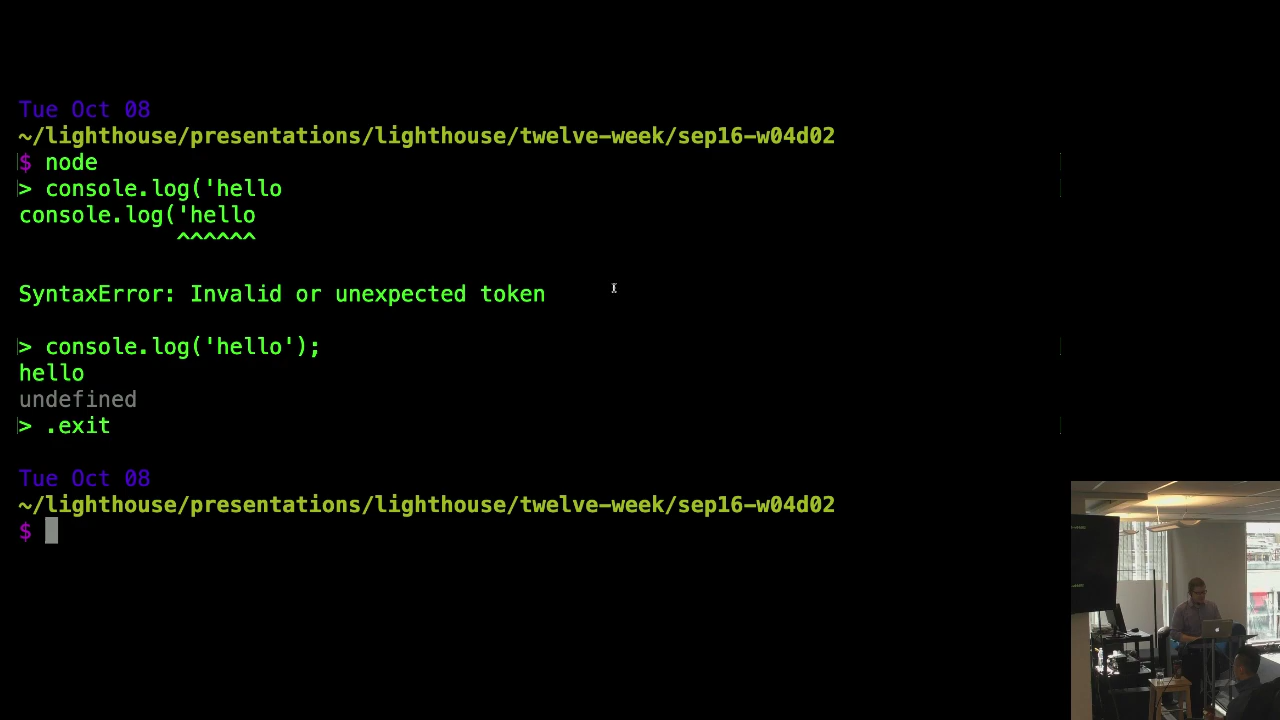 Tue Oct 08
~/lighthouse/presentations/lighthouse/twelve-week/sep16-w04d02
$ node
> console.log('hello
console.log('hello
            ^^^^^^
SyntaxError: Invalid or unexpected token
> console.log('hello');
hello
undefined
> .exit
Tue Oct 08
~/lighthouse/presentations/lighthouse/twelve-week/sep16-w04d02
$